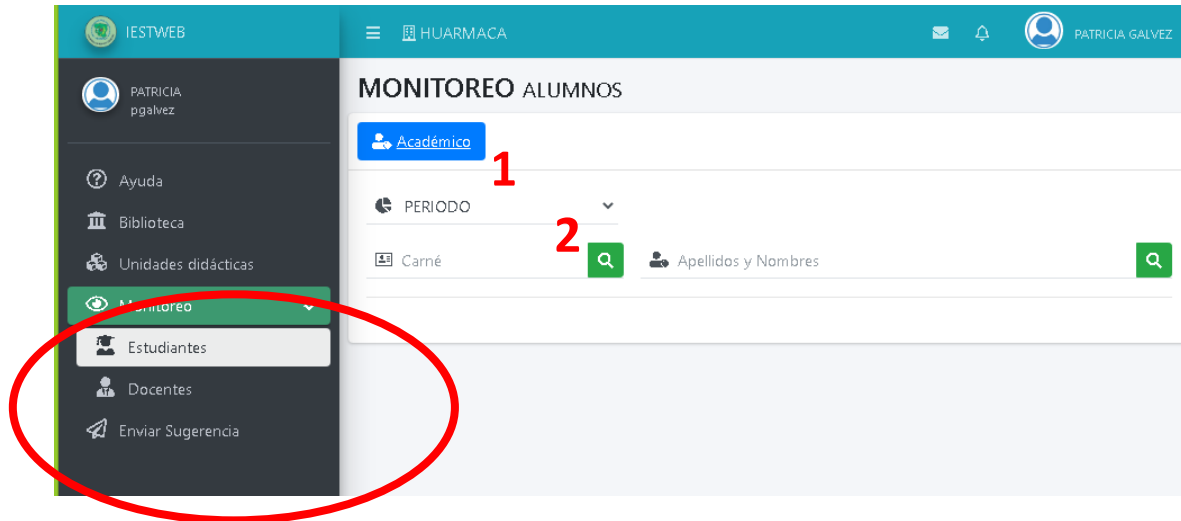 IESTWEB
HUARMACA
PATRICIA GALVEZ
PATRICIA
pgalvez
Ayuda
Biblioteca
Unidades didácticas
Monitoreo
Estudiantes
Docentes
Enviar Sugerencia
MONITOREO ALUMNOS
Académico
1
PERIODO
2
Carné
Apellidos y Nombres